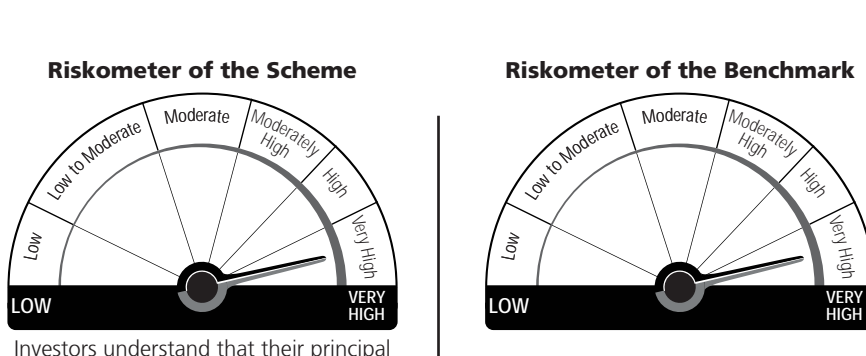 Riskometer of the Scheme
Low
Low to Moderate
Moderate
Moderately
High
High
Very High
LOW
VERY
HIGH
Investors understand that their principal
Riskometer of the Benchmark
Low
Low to Moderate
Moderate
Moderately
High
High
Very High
LOW
VERY
HIGH